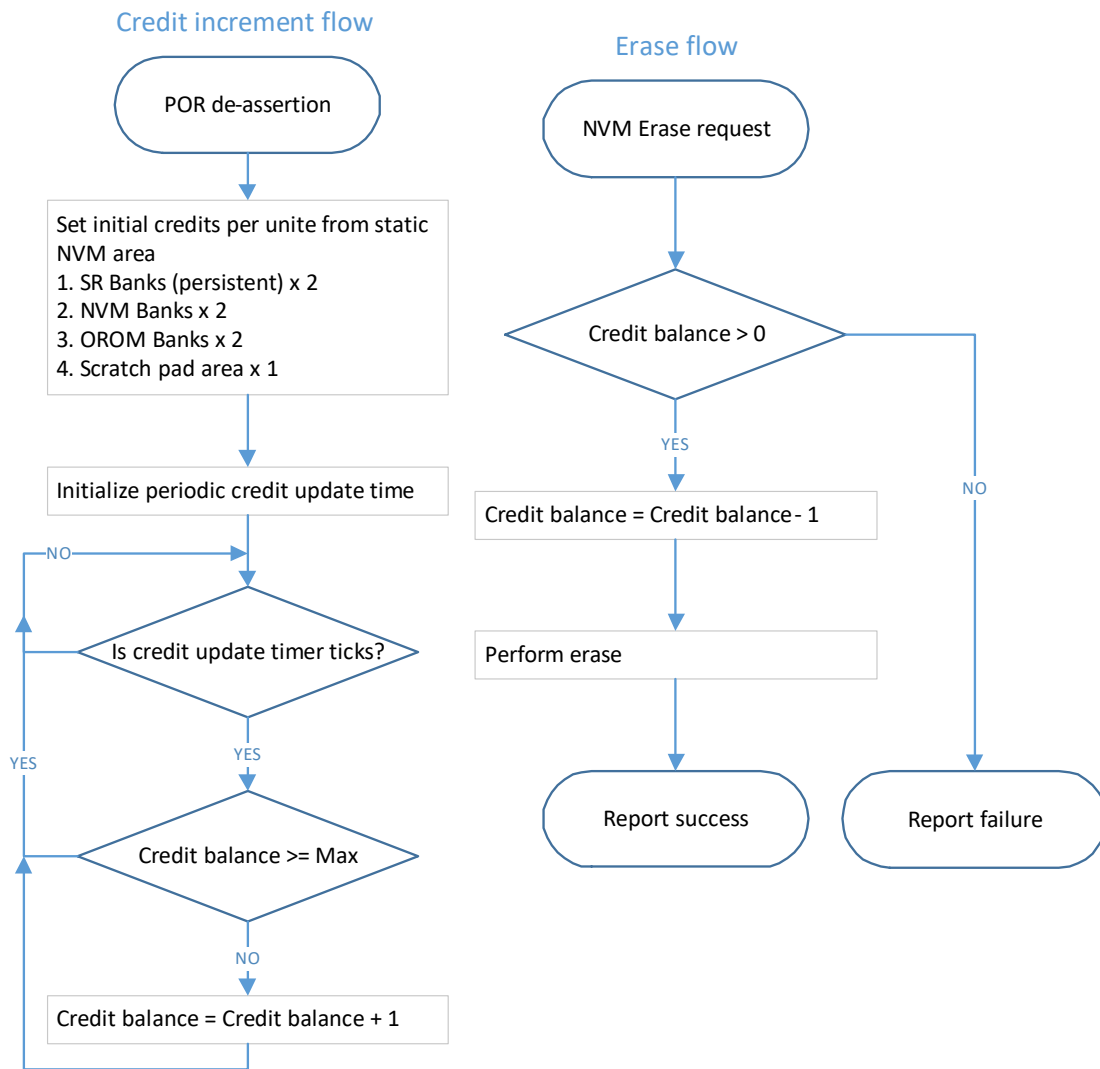 Credit increment flow
POR de-assertion
Set initial credits per unite from static
NVM area
1. SR Banks (persistent) x 2
2. NVM Banks x 2
3. OROM Banks x 2
4. Scratch pad area x 1
Initialize periodic credit update time
NO
Is credit update timer ticks?
YES
YES
Credit balance >= Max
NO
Credit balance = Credit balance + 1
Erase flow
NVM Erase request
Credit balance > 0
YES
NO
Credit balance = Credit balance - 1
Perform erase
Report success
Report failure